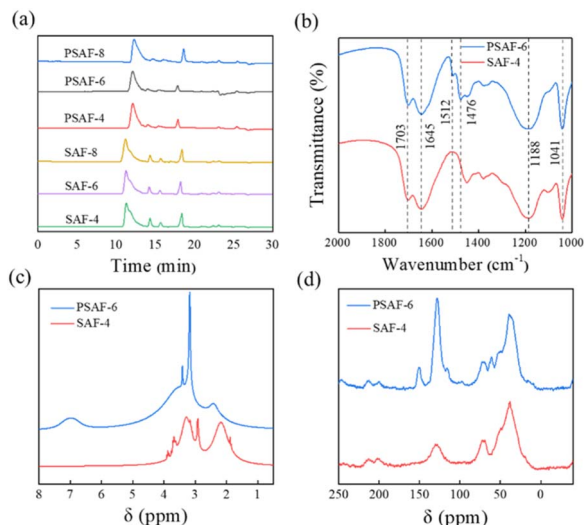 (a)
PSAF-8
PSAF-6
PSAF-4
SAF-8
SAF-6
SAF-4
0 5 10 15 20 25 30
Time (min)
(b)
PSAF-6
SAF-4
1703
1645
1512
1476
1188
1041
Transmittance (%)
2000 1800 1600 1400 1200 1000
Wavenumber (cm⁻¹)
(c)
PSAF-6
SAF-4
8 7 6 5 4 3 2 1
δ (ppm)
(d)
PSAF-6
SAF-4
250 200 150 100 50 0
δ (ppm)